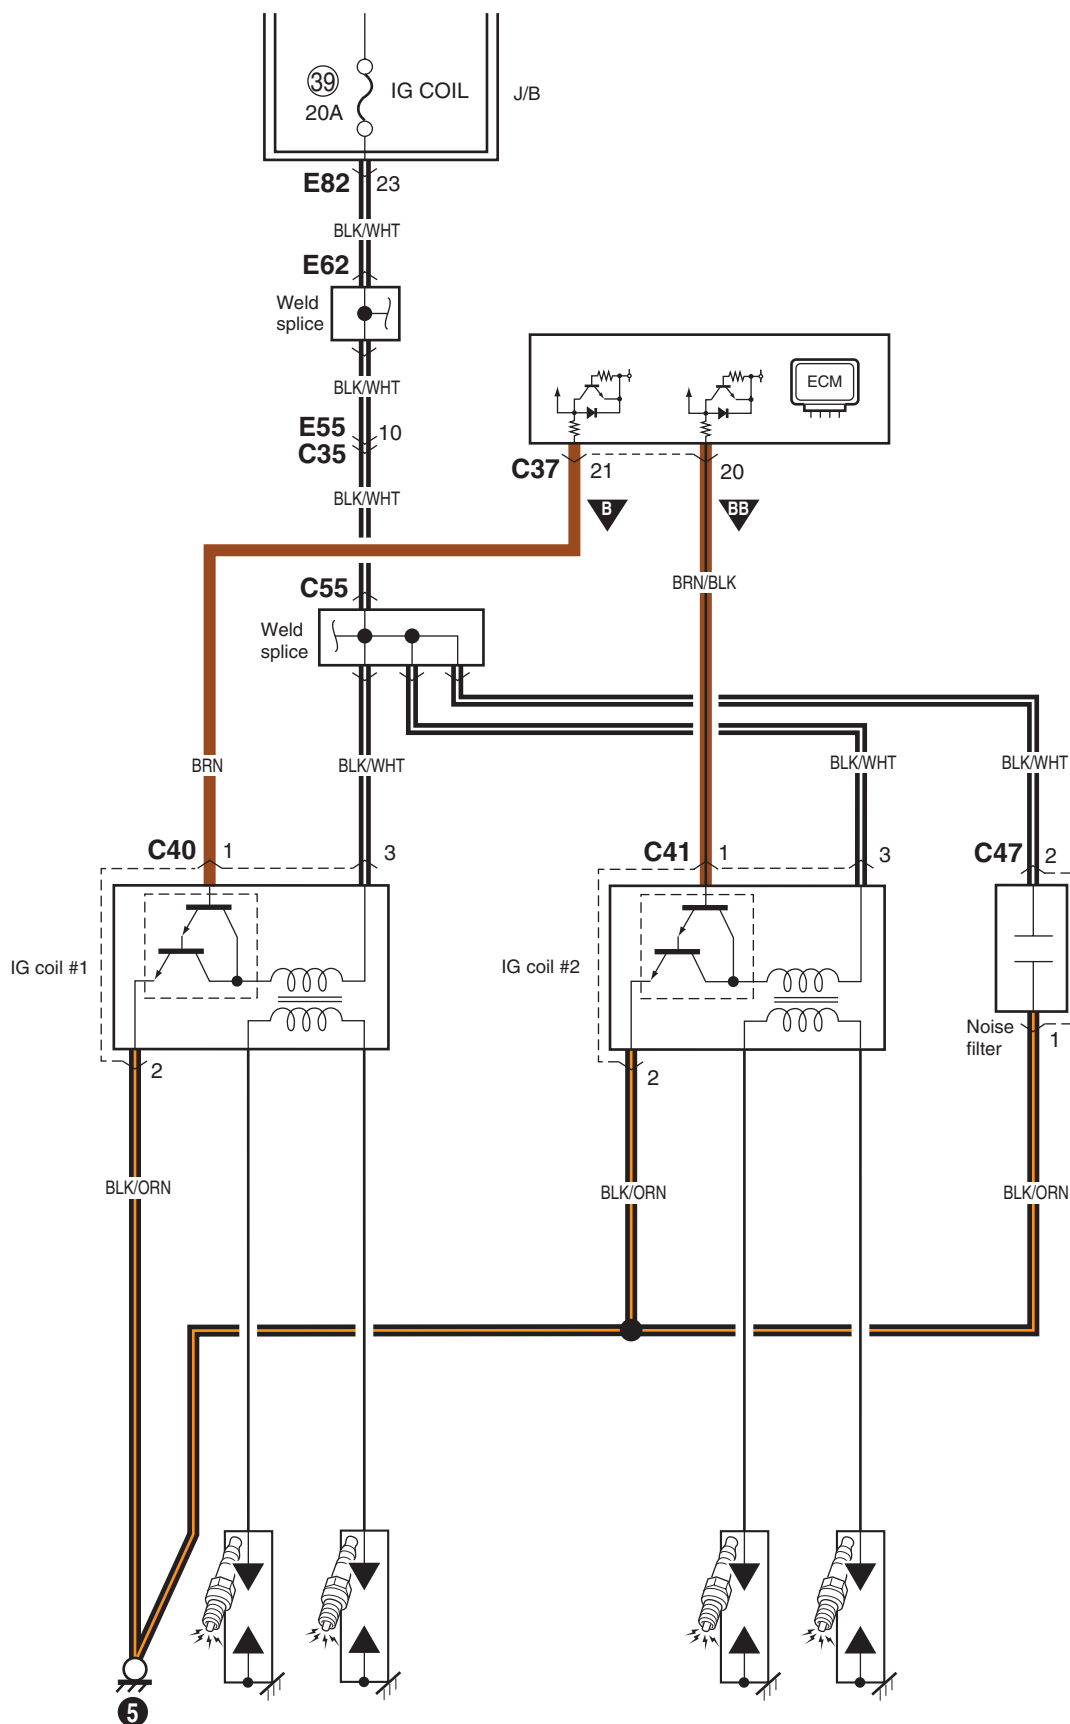 39
20A
IG COIL
J/B
E82
23
BLK/WHT
E62
Weld
splice
BLK/WHT
ECM
E55
10
C35
C37
21
20
BLK/WHT
B
BB
BRN/BLK
C55
Weld
splice
BRN
BLK/WHT
BLK/WHT
BLK/WHT
C40
1
3
C41
1
3
C47
2
IG coil #1
IG coil #2
Noise
filter
1
2
2
BLK/ORN
BLK/ORN
BLK/ORN
5